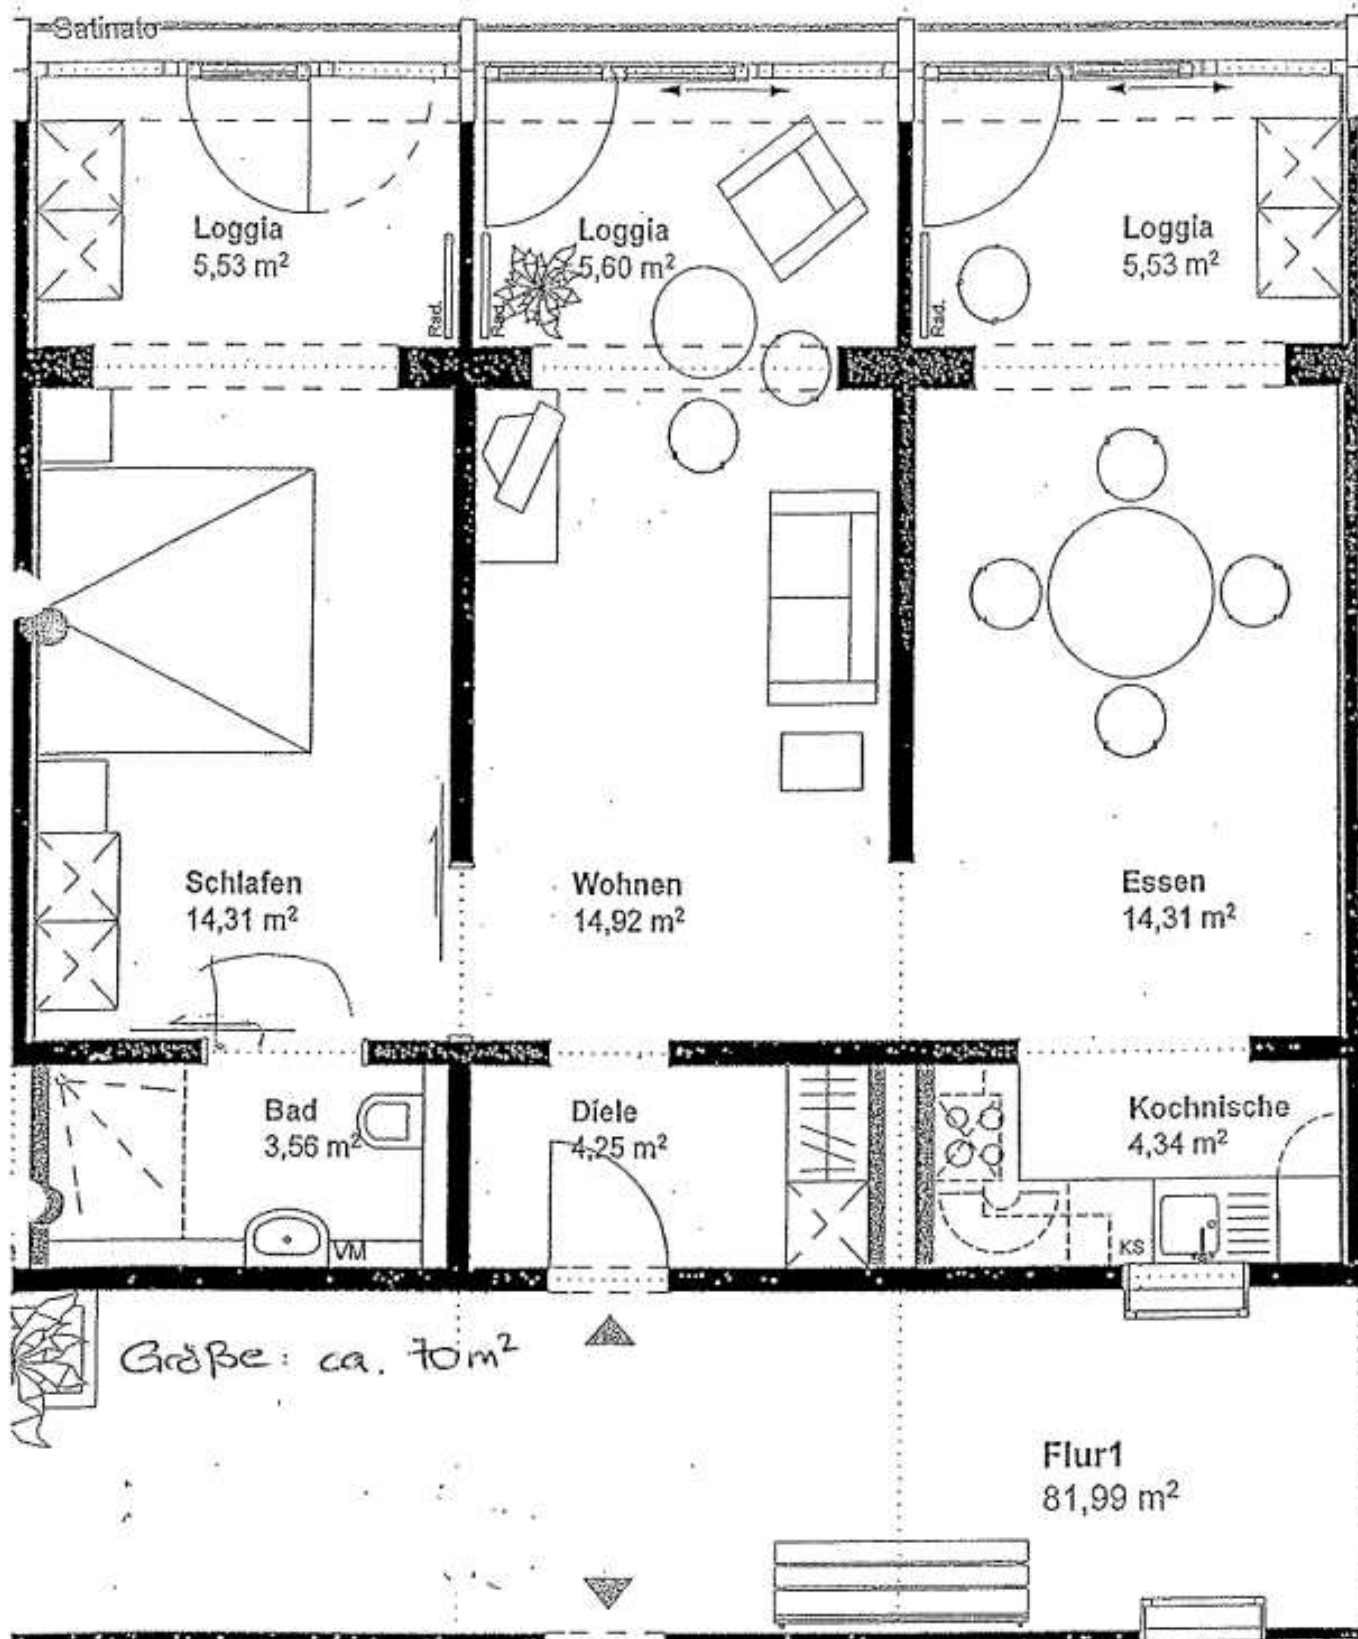 Satinato
Loggia
5,53 m²
Loggia
5,60 m²
Loggia
5,53 m²
Rad.
Rad.
Rad.
Schlafen
14,31 m²
Wohnen
14,92 m²
Essen
14,31 m²
Bad
3,56 m²
Diele
4,25 m²
Kochnische
4,34 m²
VM
KS
Größe: ca. 70m²
Flur1
81,99 m²